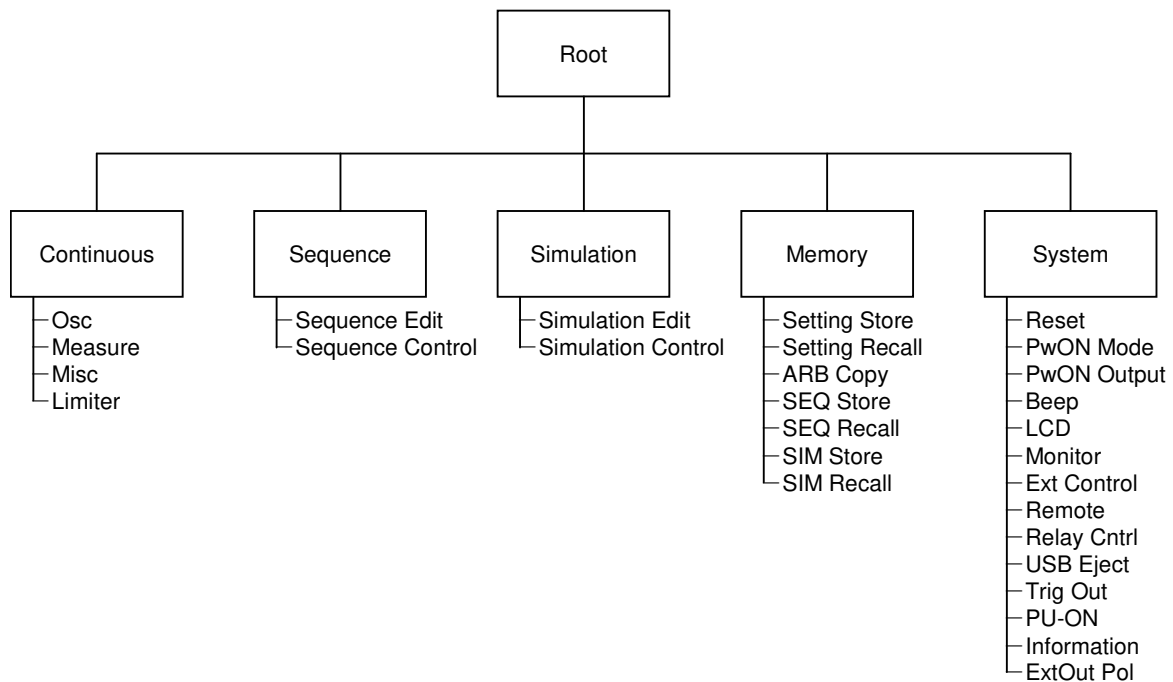 Root
Continuous
Osc
Measure
Misc
Limiter
Sequence
Sequence Edit
Sequence Control
Simulation
Simulation Edit
Simulation Control
Memory
Setting Store
Setting Recall
ARB Copy
SEQ Store
SEQ Recall
SIM Store
SIM Recall
System
Reset
PwON Mode
PwON Output
Beep
LCD
Monitor
Ext Control
Remote
Relay Cntrl
USB Eject
Trig Out
PU-ON
Information
ExtOut Pol